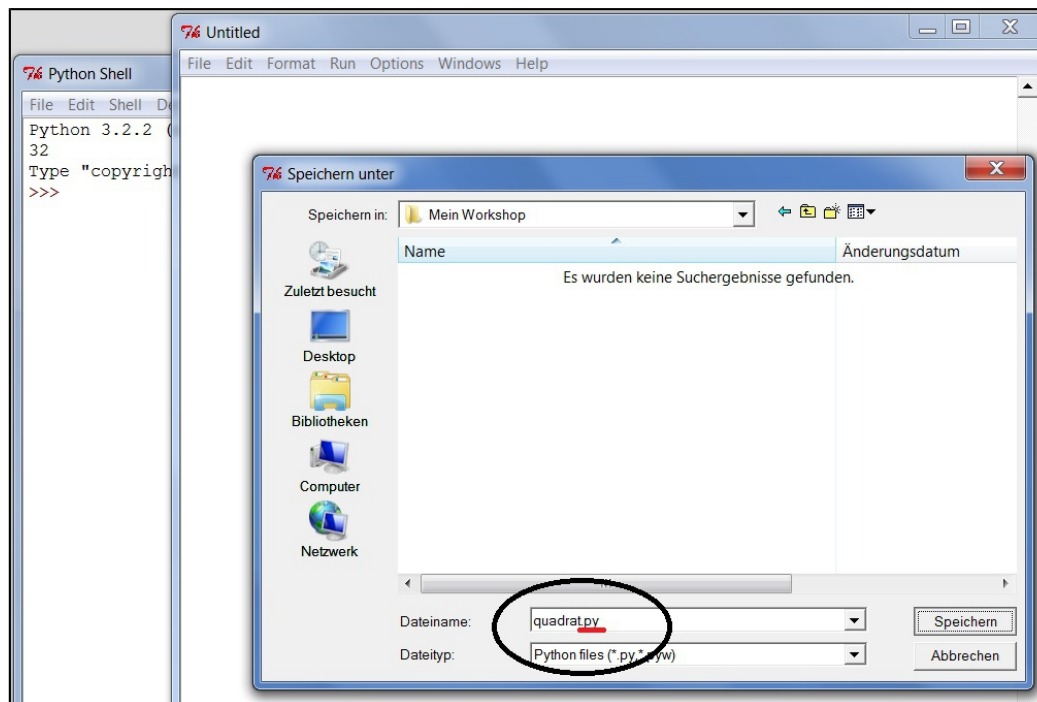 Untitled
File Edit Format Run Options Windows Help
Python Shell
File Edit Shell
Python 3.2.2 (
32
Type "copyrigh
>>>
Speichern unter
Speichern in: Mein Workshop
Name Änderungsdatum
Es wurden keine Suchergebnisse gefunden.
Zuletzt besucht
Desktop
Bibliotheken
Computer
Netzwerk
Dateiname: quadrat.py Speichern
Dateityp: Python files (*.py,*.pyw) Abbrechen